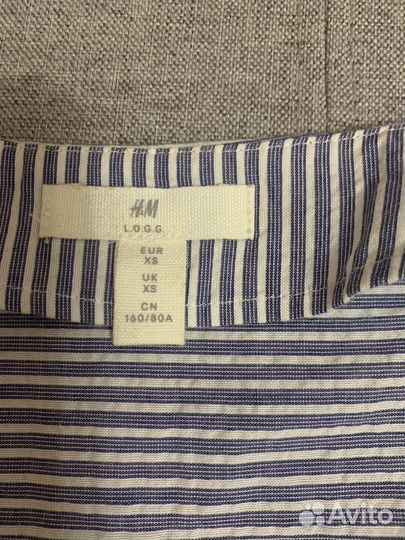 H&M
L.O.G.G.
EUR
XS
UK
XS
CN
160/80A
Avito